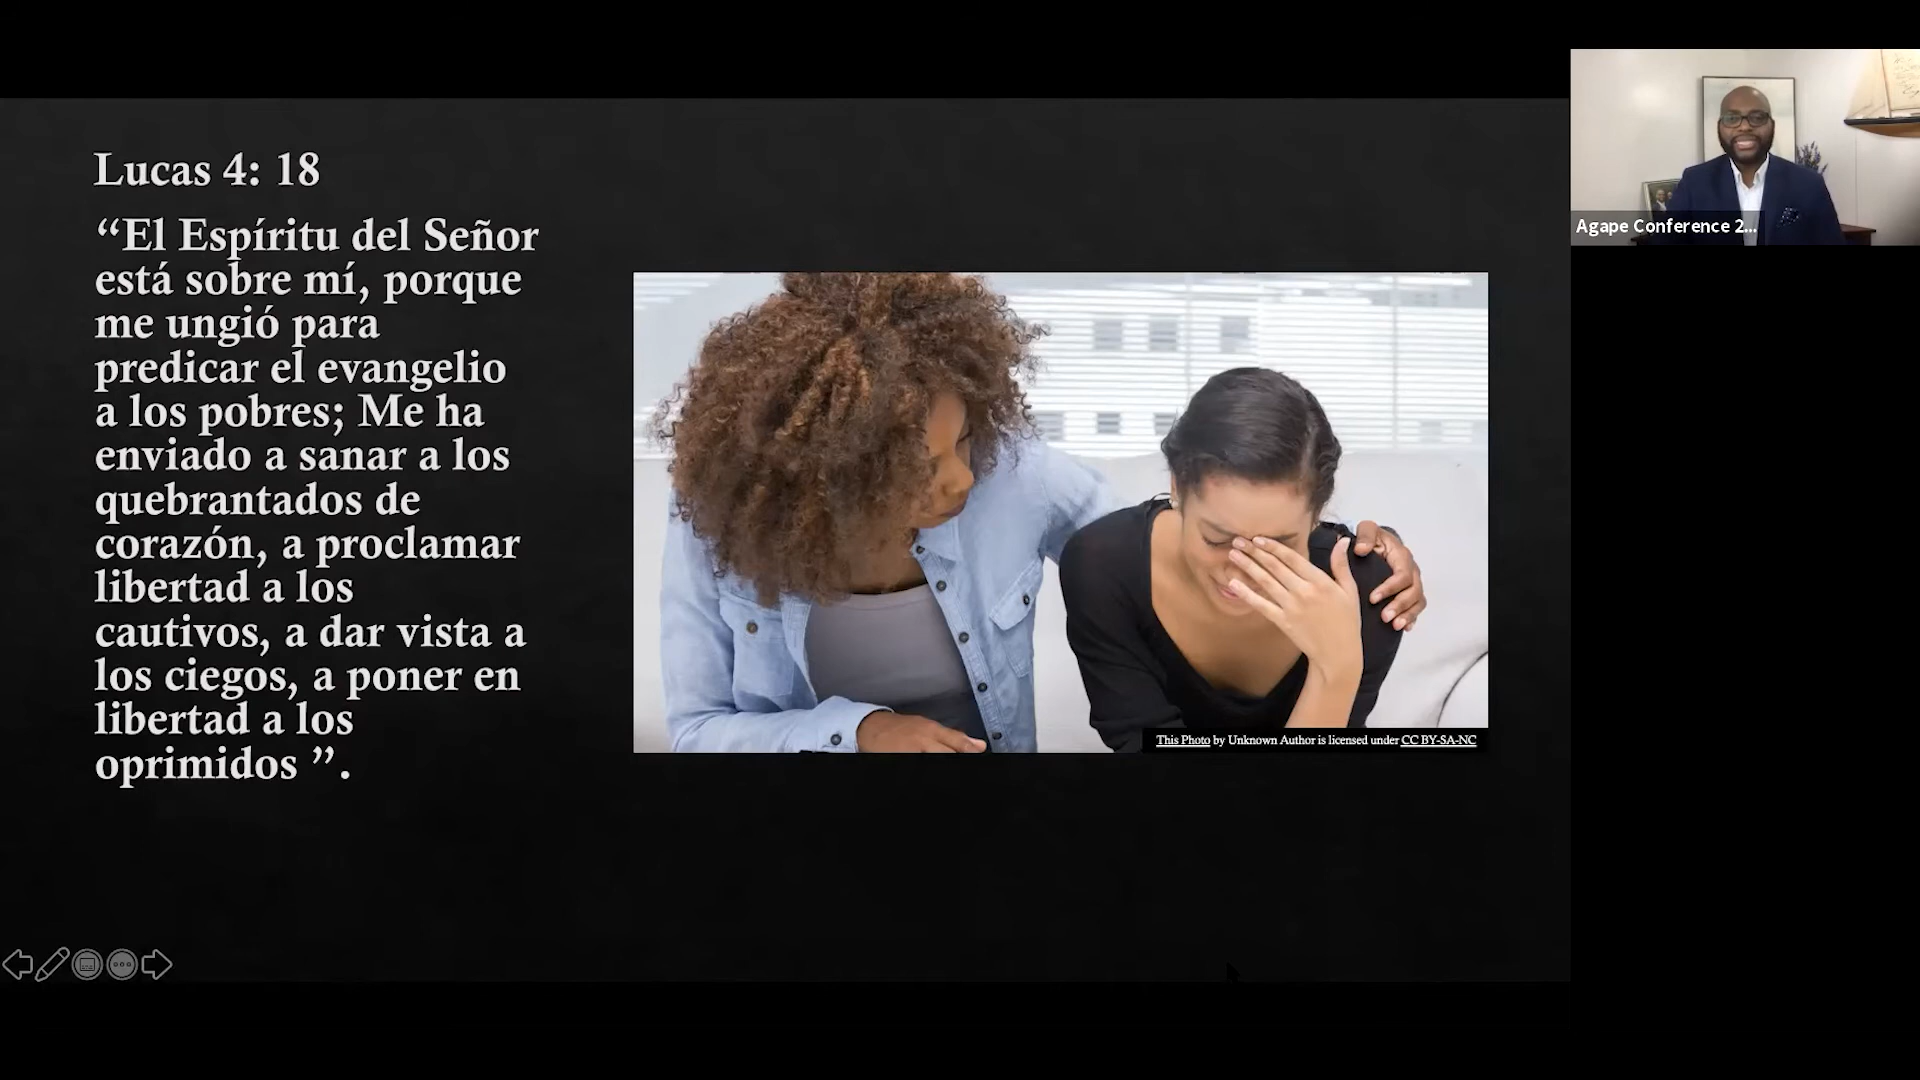 Lucas 4: 18
“El Espíritu del Señor
está sobre mí, porque
me ungió para
predicar el evangelio
a los pobres; Me ha
enviado a sanar a los
quebrantados de
corazón, a proclamar
libertad a los
cautivos, a dar vista a
los ciegos, a poner en
libertad a los
oprimidos ”.
This Photo by Unknown Author is licensed under CC BY-SA-NC
Agape Conference 2...